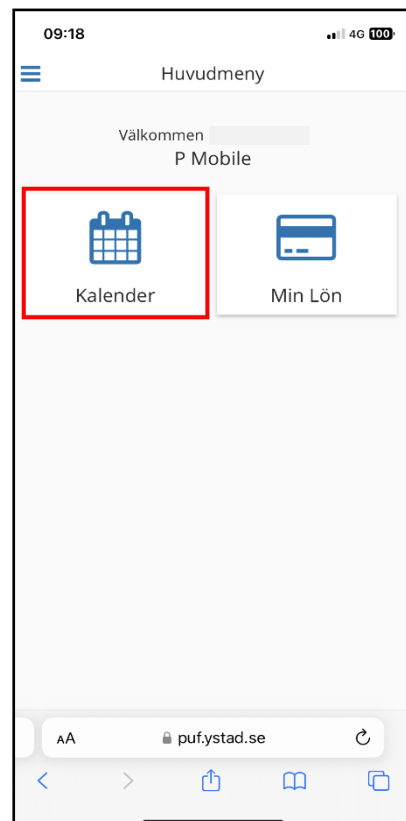 09:18 4G 100
Huvudmeny
Välkommen
P Mobile
Kalender Min Lön
AA puf.ystad.se